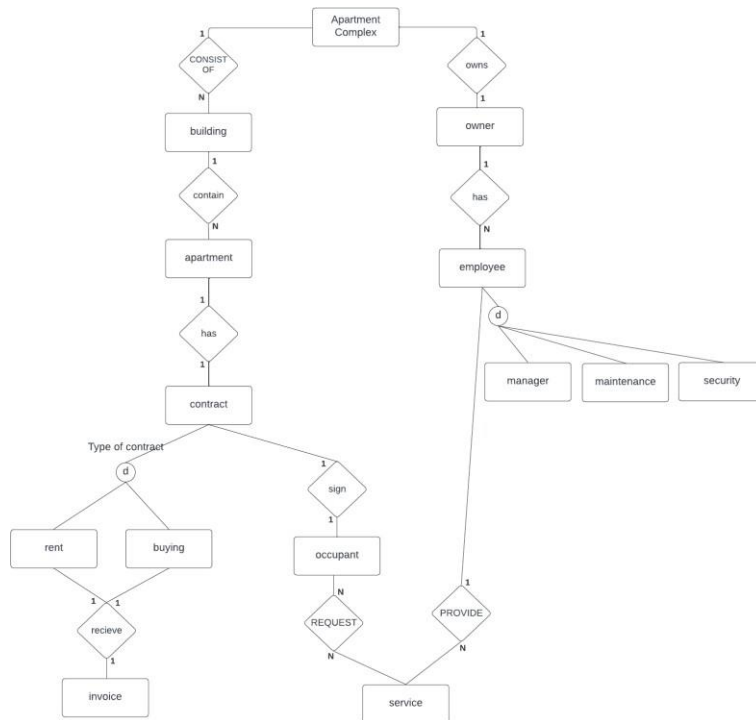 Apartment
Complex
1
1
CONSIST
OF
owns
N
1
building
owner
1
1
contain
has
N
N
apartment
employee
1
d
has
manager
maintenance
security
1
contract
Type of contract
d
1
sign
1
rent
buying
occupant
N
1
1
1
recieve
REQUEST
PROVIDE
1
N
N
invoice
service